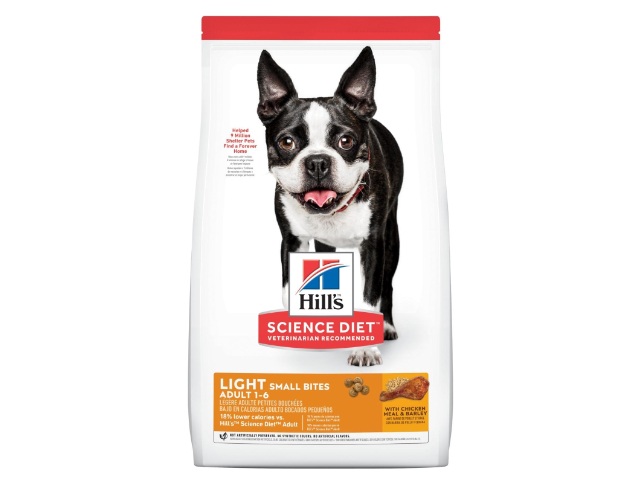 Helped
9 Million
Shelter Pets
Find a Forever
Home
Hill's
SCIENCE DIET™
VETERINARIAN RECOMMENDED
LIGHT SMALL BITES
ADULT 1-6
LÉGÈRE ADULTE PETITES BOUCHÉES
BAJO EN CALORÍAS ADULTO BOCADOS PEQUEÑOS
18% lower calories vs.
Hill's™ Science Diet™ Adult
WITH CHICKEN
MEAL & BARLEY